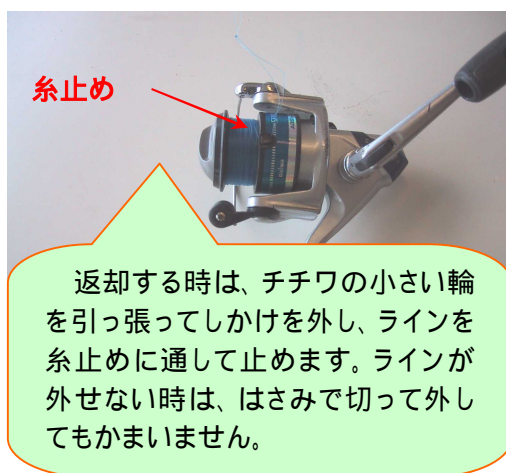 糸止め
返却する時は、チチワの小さい輪
を引っ張ってしかけを外し、ラインを
糸止めに通して止めます。ラインが
外せない時は、はさみで切って外し
てもかまいません。